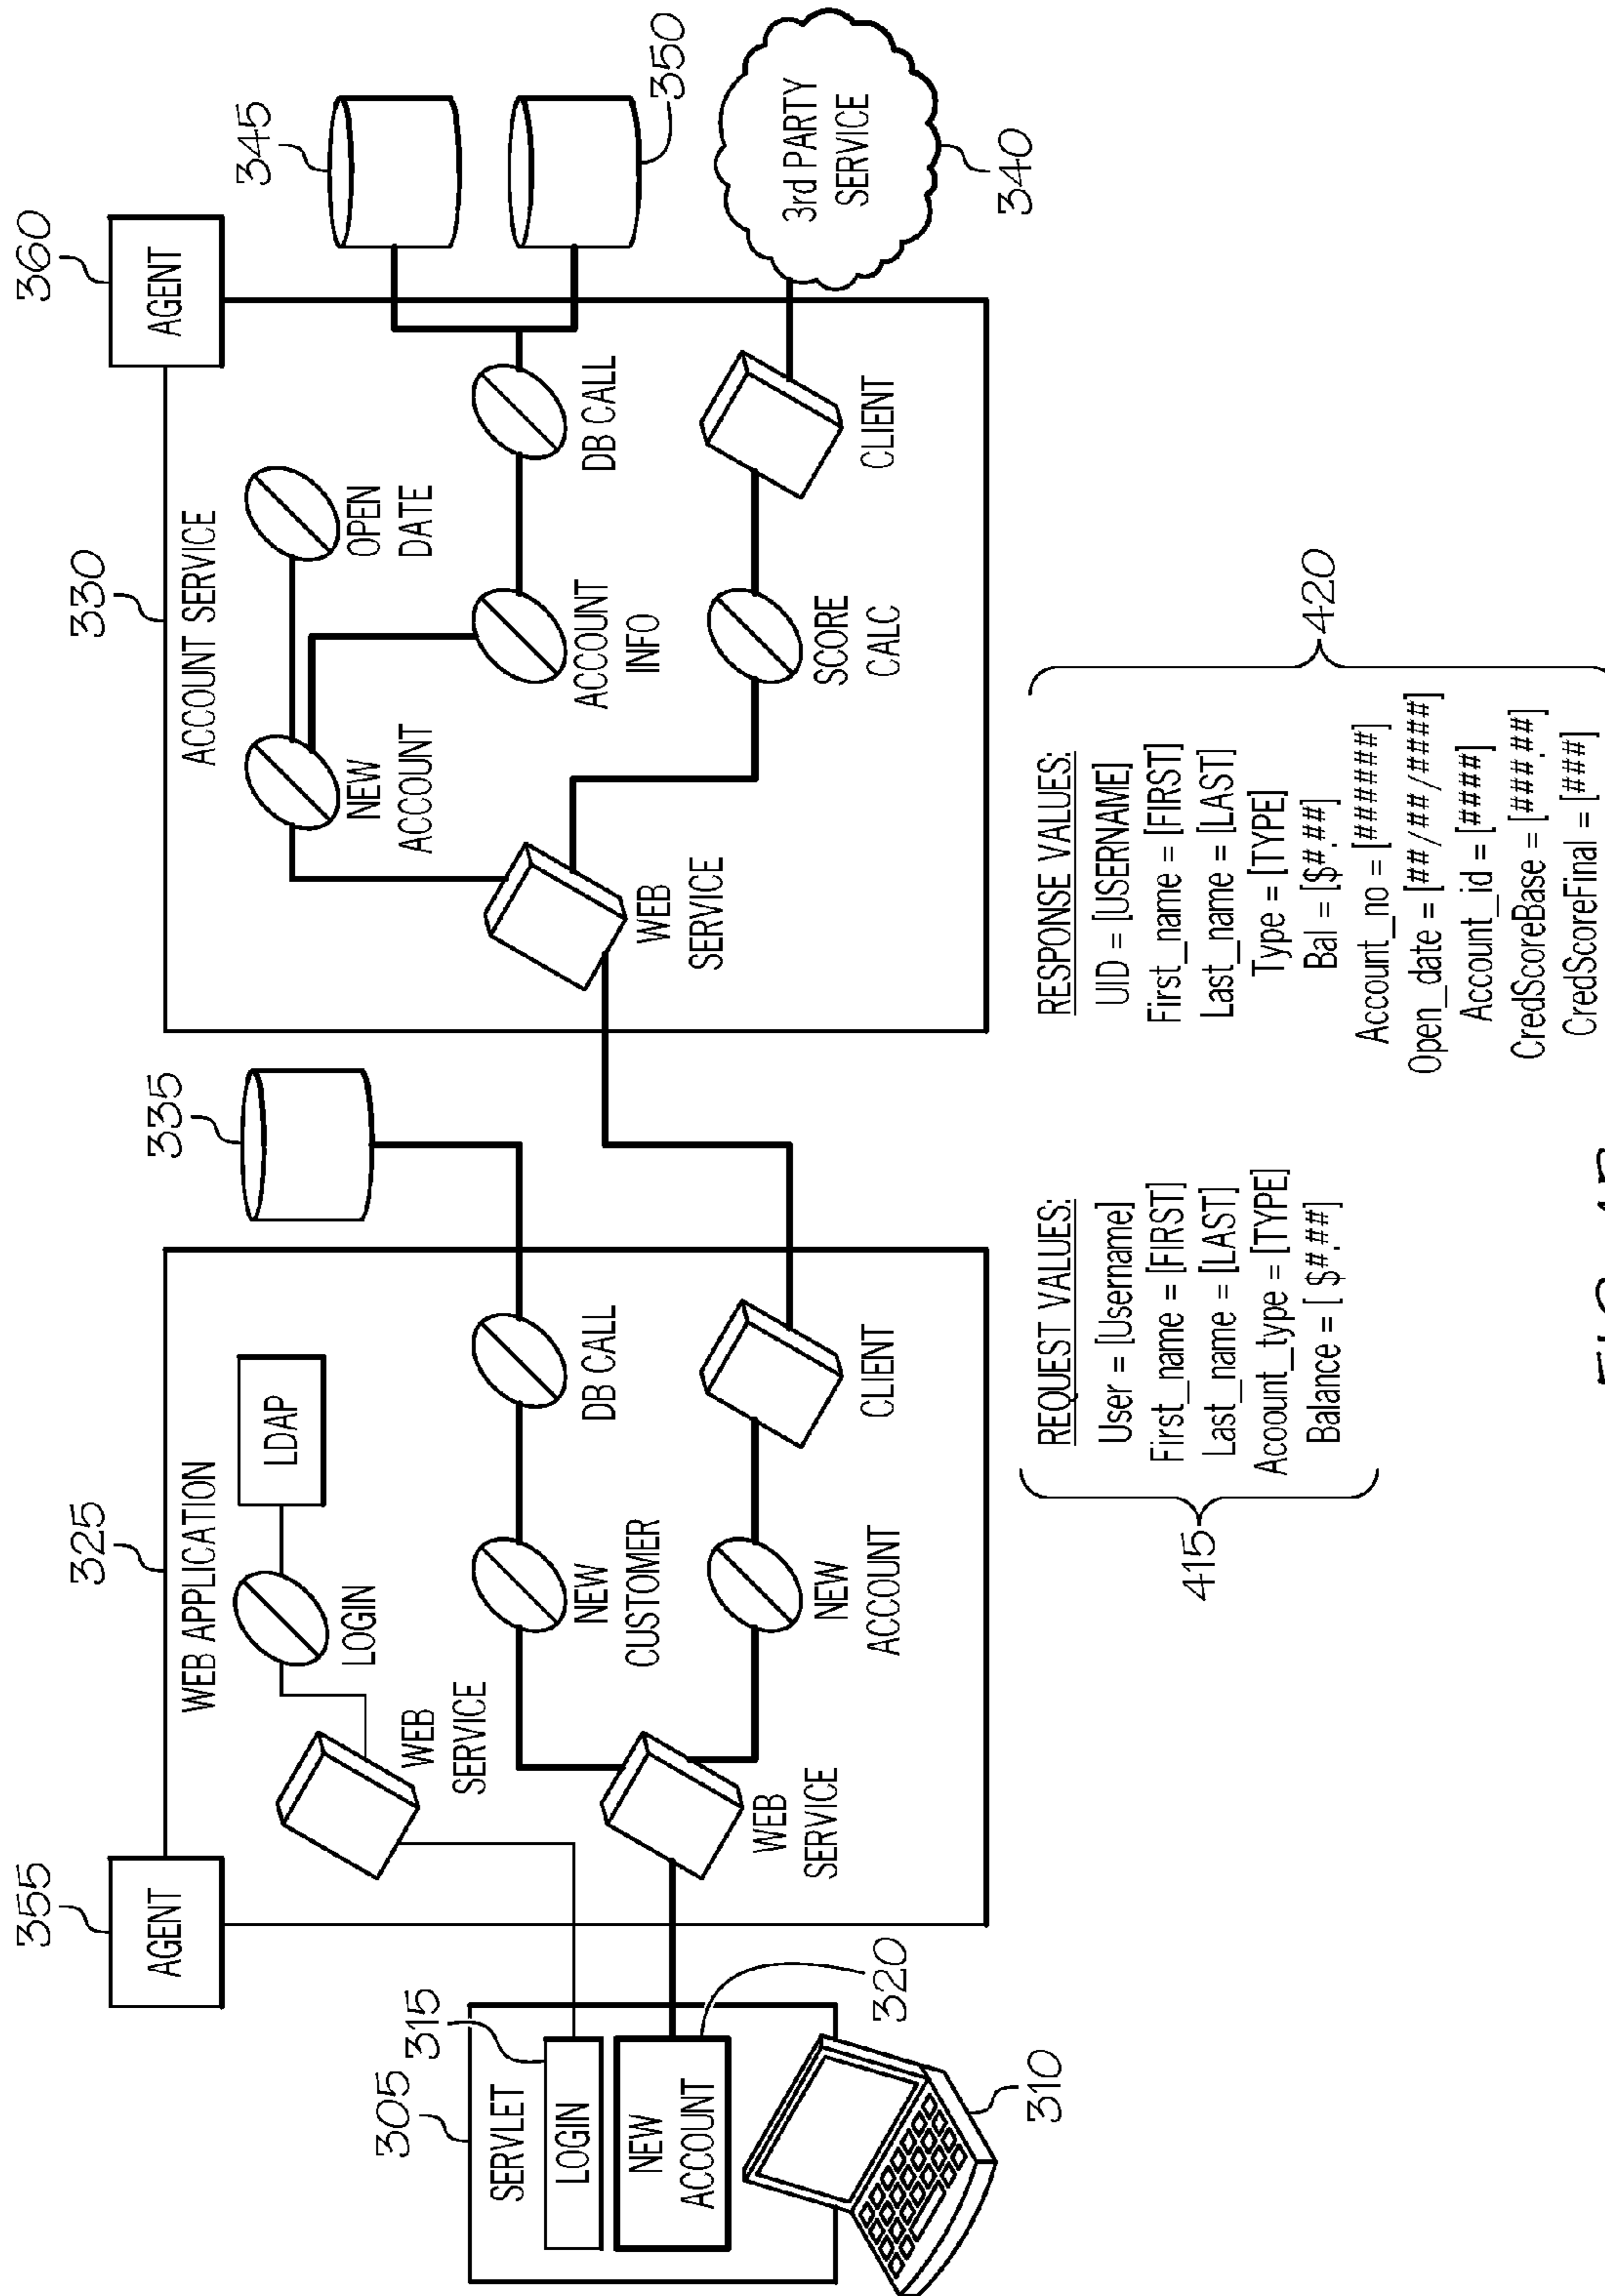 355
AGENT
325
WEB APPLICATION
335
330
ACCOUNT SERVICE
360
AGENT
345
350
305
SERVLET
315
LOGIN
NEW
ACCOUNT
320
310
WEB
SERVICE
LOGIN
LDAP
WEB
SERVICE
NEW
CUSTOMER
DB CALL
NEW
ACCOUNT
CLIENT
WEB
SERVICE
NEW
ACCOUNT
OPEN
DATE
ACCOUNT
INFO
DB CALL
SCORE
CALC
CLIENT
3rd PARTY
SERVICE
340
415
REQUEST VALUES:
User = [Username]
First_name = [FIRST]
Last_name = [LAST]
Acoount_type = [TYPE]
Balance = [ $#.##]
RESPONSE VALUES:
UID = [USERNAME]
First_name = [FIRST]
Last_name = [LAST]
Type = [TYPE]
Bal = [$#.##]
Account_no = [#####]
Open_date = [##/##/####]
Account_id = [####]
CredScoreBase = [###.##]
CredScoreFinal = [###]
420